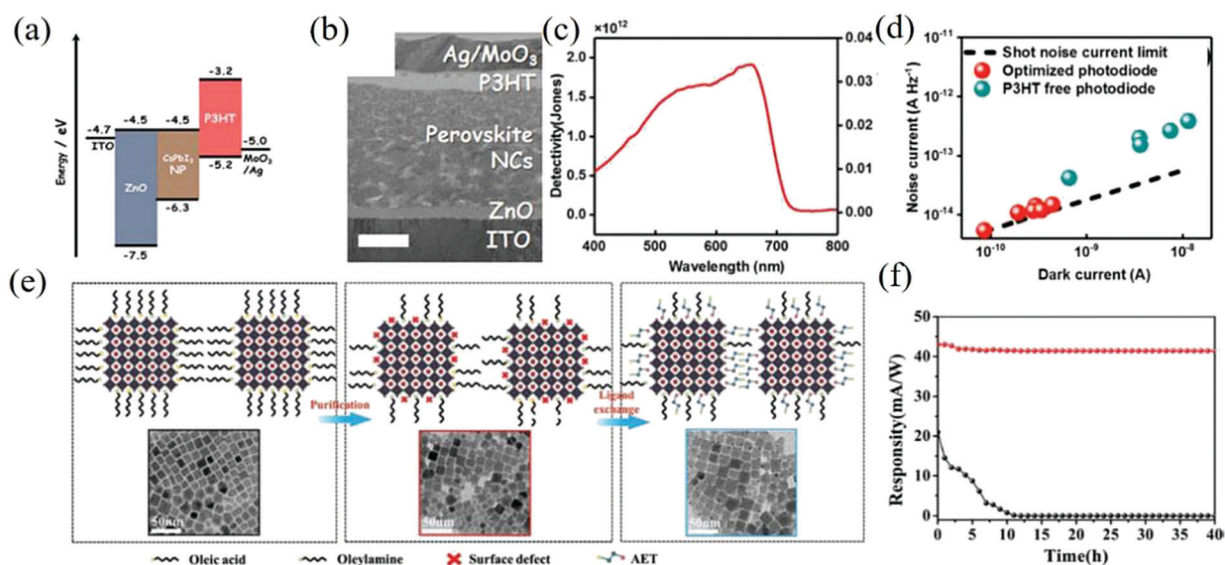 (a)
Energy / eV
-4.7
ITO
-4.5
ZnO
-7.5
-4.5
CsPbI3
NP
-6.3
-3.2
P3HT
-5.2
-5.0
MoO3
/Ag
(b)
Ag/MoO3
P3HT
Perovskite
NCs
ZnO
ITO
(c)
×10^12
Detectivity(Jones)
2.0
1.5
1.0
0.5
0.0
0.04
0.03
0.02
0.01
0.00
400 500 600 700 800
Wavelength (nm)
(d)
Noise current (A Hz-1)
10-11
10-12
10-13
10-14
Shot noise current limit
Optimized photodiode
P3HT free photodiode
10-10 10-9 10-8
Dark current (A)
(e)
Purification
Ligand
exchange
50nm
50nm
50nm
Oleic acid
Oleylamine
Surface defect
AET
(f)
Responsity(mA/W)
50
40
30
20
10
0
0 5 10 15 20 25 30 35 40
Time(h)